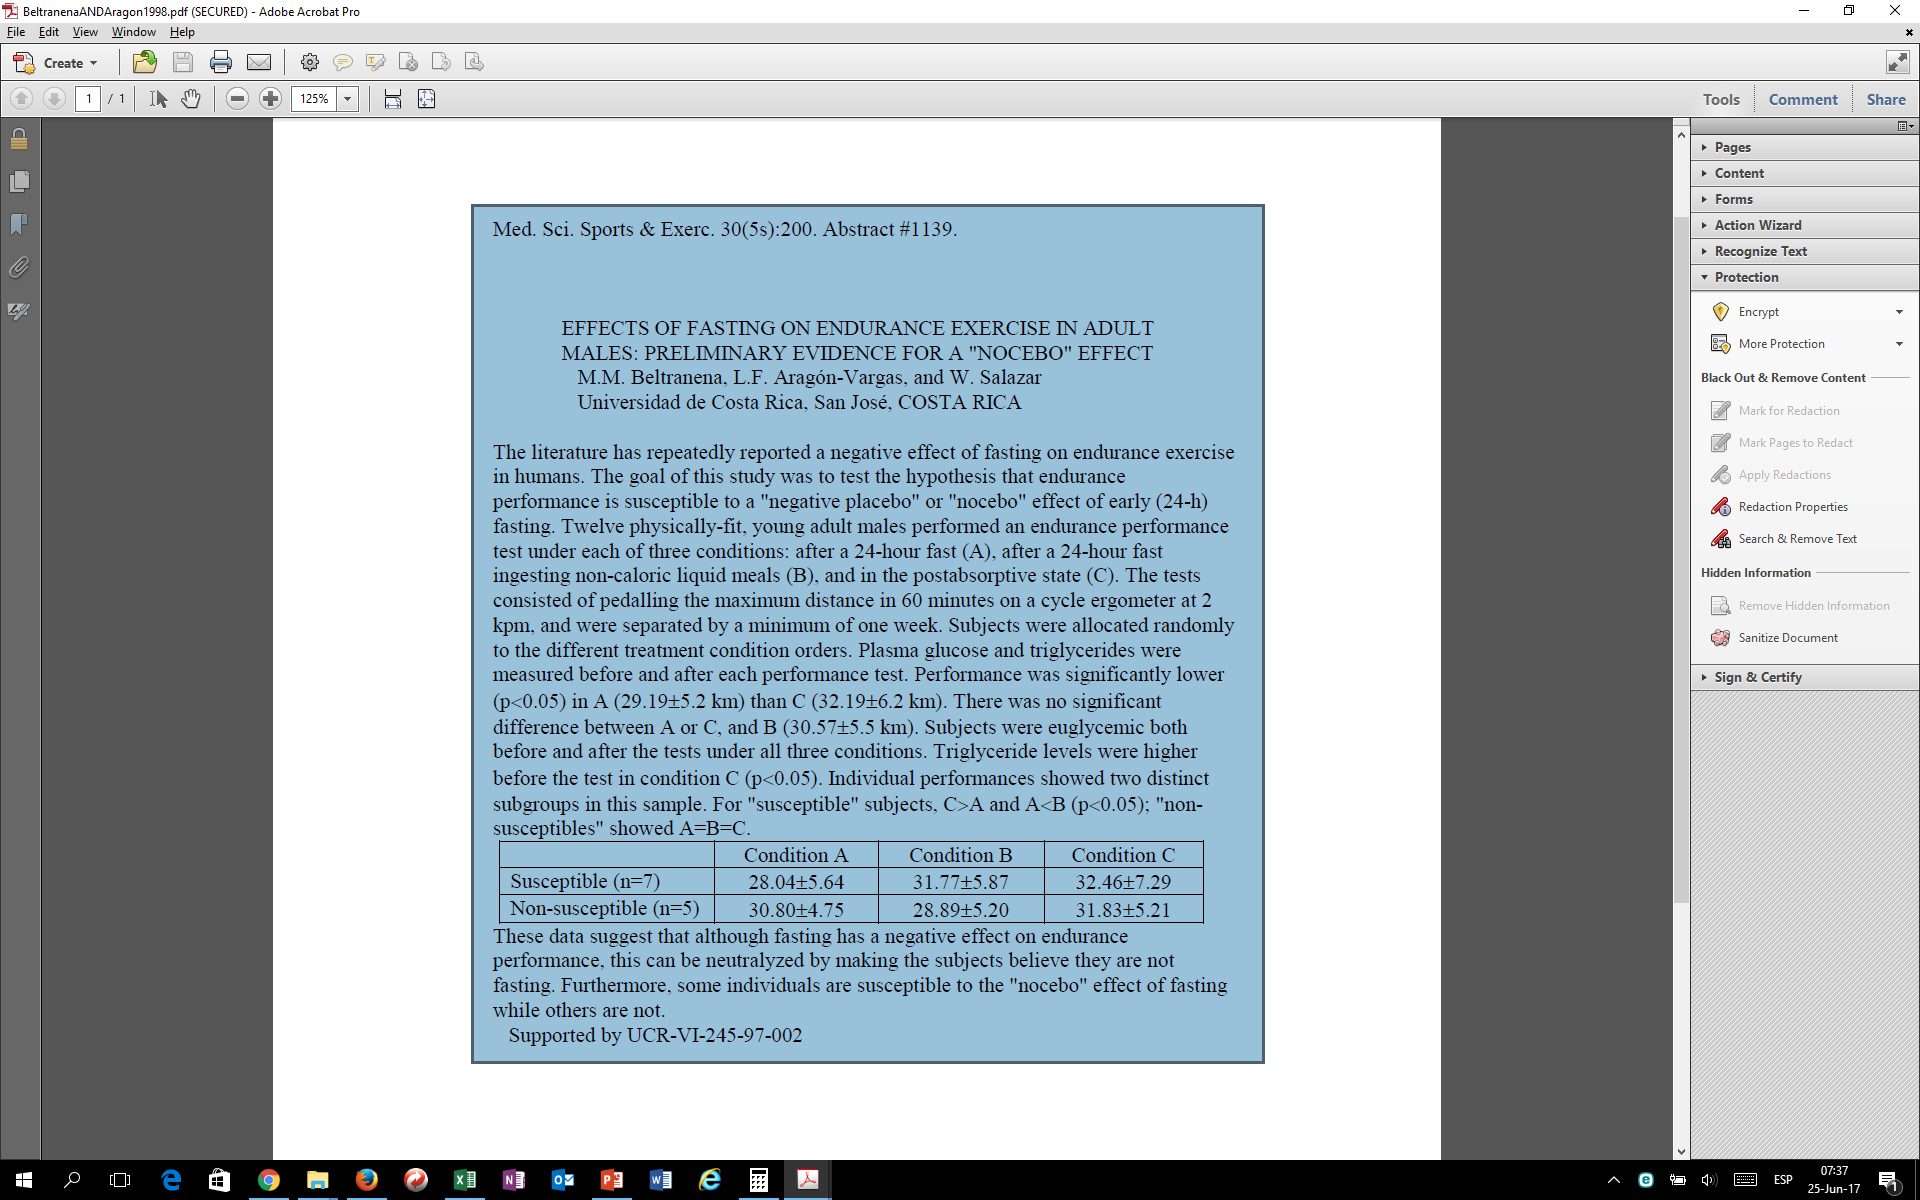 BeltranenaANDAragon1998.pdf (SECURED) - Adobe Acrobat Pro
File Edit View Window Help
Create
1 / 1 125% Tools Comment Share
Pages
Content
Forms
Action Wizard
Recognize Text
Protection
Encrypt
More Protection
Black Out & Remove Content
Mark for Redaction
Mark Pages to Redact
Apply Redactions
Redaction Properties
Search & Remove Text
Hidden Information
Remove Hidden Information
Sanitize Document
Sign & Certify
Med. Sci. Sports & Exerc. 30(5s):200. Abstract #1139.
EFFECTS OF FASTING ON ENDURANCE EXERCISE IN ADULT
MALES: PRELIMINARY EVIDENCE FOR A "NOCEBO" EFFECT
M.M. Beltranena, L.F. Aragón-Vargas, and W. Salazar
Universidad de Costa Rica, San José, COSTA RICA
The literature has repeatedly reported a negative effect of fasting on endurance exercise
in humans. The goal of this study was to test the hypothesis that endurance
performance is susceptible to a "negative placebo" or "nocebo" effect of early (24-h)
fasting. Twelve physically-fit, young adult males performed an endurance performance
test under each of three conditions: after a 24-hour fast (A), after a 24-hour fast
ingesting non-caloric liquid meals (B), and in the postabsorptive state (C). The tests
consisted of pedalling the maximum distance in 60 minutes on a cycle ergometer at 2
kpm, and were separated by a minimum of one week. Subjects were allocated randomly
to the different treatment condition orders. Plasma glucose and triglycerides were
measured before and after each performance test. Performance was significantly lower
(p<0.05) in A (29.19±5.2 km) than C (32.19±6.2 km). There was no significant
difference between A or C, and B (30.57±5.5 km). Subjects were euglycemic both
before and after the tests under all three conditions. Triglyceride levels were higher
before the test in condition C (p<0.05). Individual performances showed two distinct
subgroups in this sample. For "susceptible" subjects, C>A and A<B (p<0.05); "non-
susceptibles" showed A=B=C.
Condition A Condition B Condition C
Susceptible (n=7) 28.04±5.64 31.77±5.87 32.46±7.29
Non-susceptible (n=5) 30.80±4.75 28.89±5.20 31.83±5.21
These data suggest that although fasting has a negative effect on endurance
performance, this can be neutralyzed by making the subjects believe they are not
fasting. Furthermore, some individuals are susceptible to the "nocebo" effect of fasting
while others are not.
Supported by UCR-VI-245-97-002
ESP
07:37
25-Jun-17
1